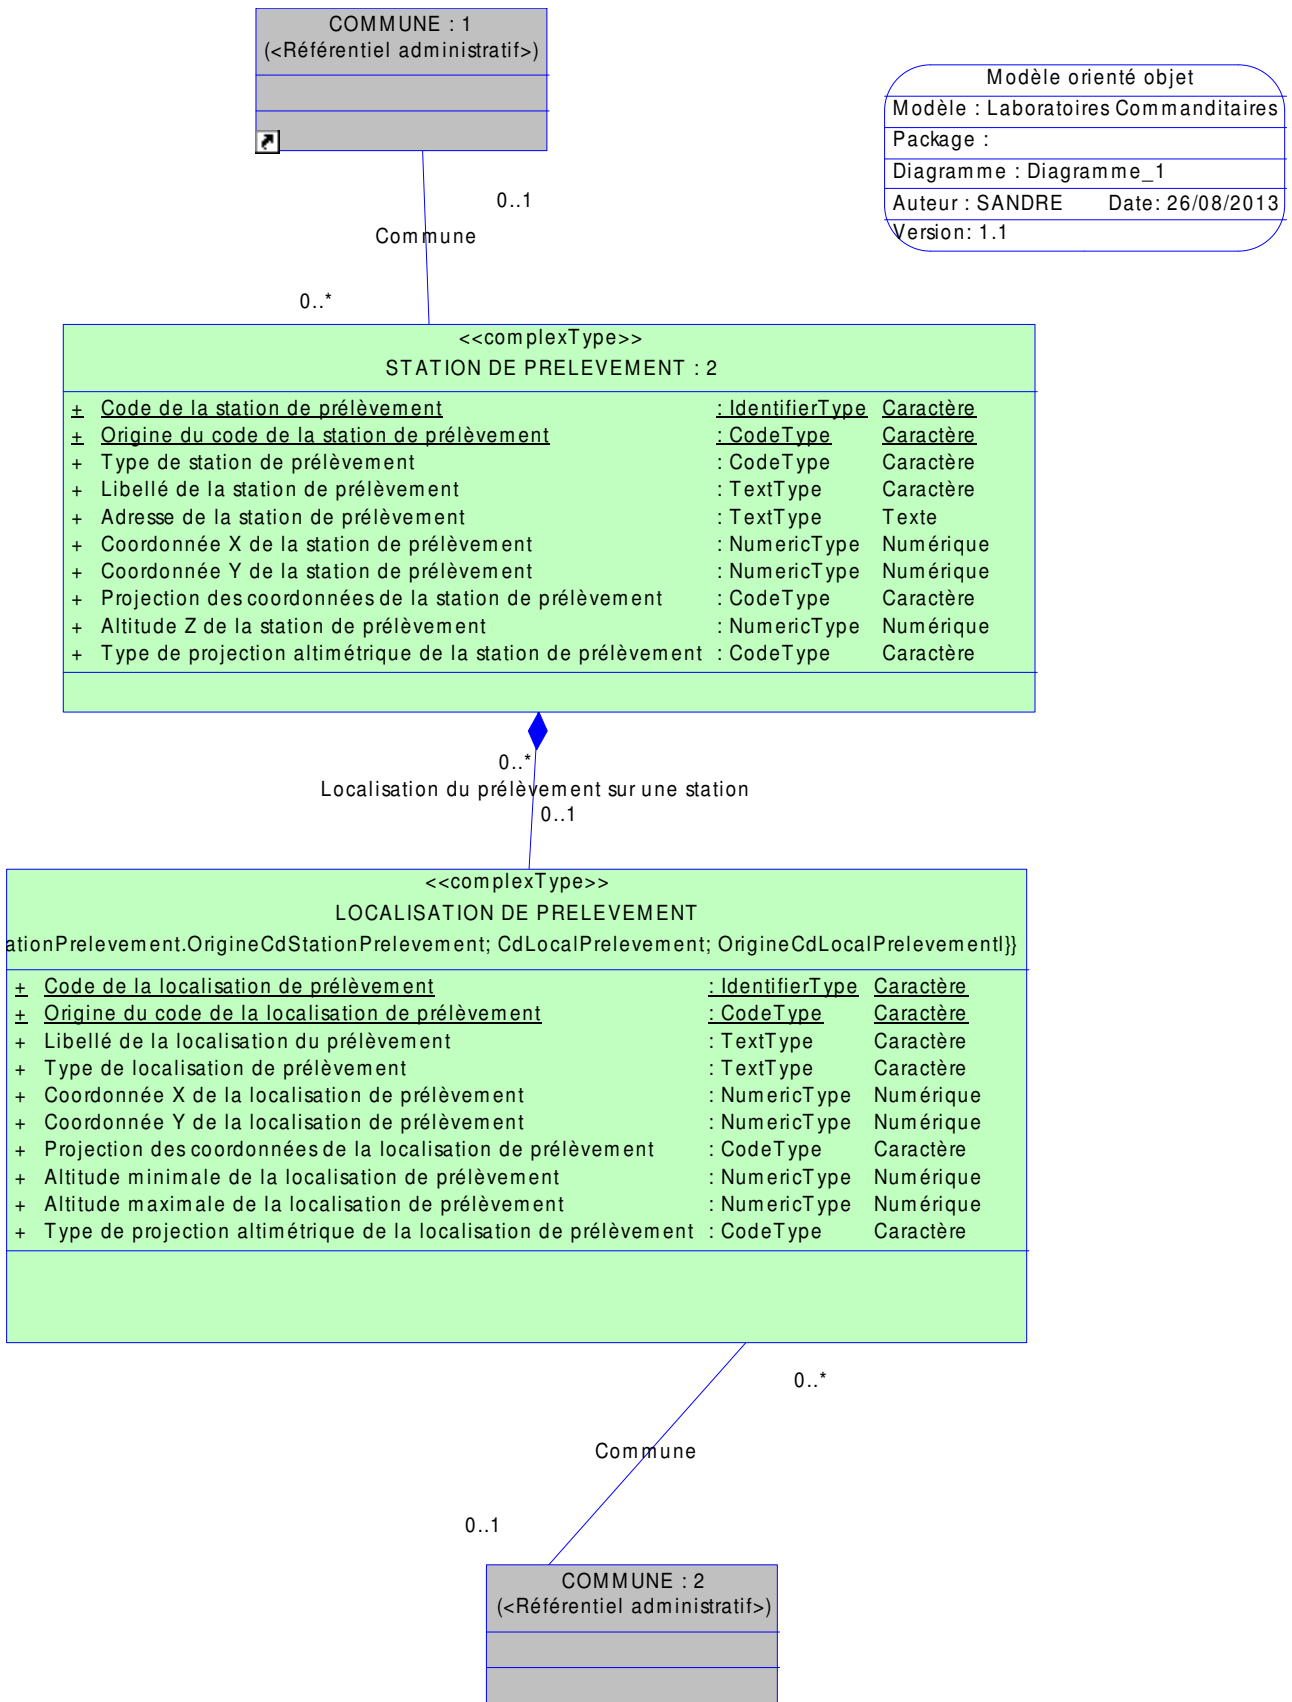 COMMUNE : 1
(<Référentiel administratif>)
Modèle orienté objet
Modèle : Laboratoires Commanditaires
Package :
Diagramme : Diagramme_1
Auteur : SANDRE Date: 26/08/2013
Version: 1.1
0..1
Commune
0..*
<<complexType>>
STATION DE PRELEVEMENT : 2
+ Code de la station de prélèvement : IdentifierType Caractère
+ Origine du code de la station de prélèvement : CodeType Caractère
+ Type de station de prélèvement : CodeType Caractère
+ Libellé de la station de prélèvement : TextType Caractère
+ Adresse de la station de prélèvement : TextType Texte
+ Coordonnée X de la station de prélèvement : NumericType Numérique
+ Coordonnée Y de la station de prélèvement : NumericType Numérique
+ Projection des coordonnées de la station de prélèvement : CodeType Caractère
+ Altitude Z de la station de prélèvement : NumericType Numérique
+ Type de projection altimétrique de la station de prélèvement : CodeType Caractère
0..*
Localisation du prélèvement sur une station
0..1
<<complexType>>
LOCALISATION DE PRELEVEMENT
ationPrelevement.OrigineCdStationPrelevement; CdLocalPrelevement; OrigineCdLocalPrelevement|}}
+ Code de la localisation de prélèvement : IdentifierType Caractère
+ Origine du code de la localisation de prélèvement : CodeType Caractère
+ Libellé de la localisation du prélèvement : TextType Caractère
+ Type de localisation de prélèvement : TextType Caractère
+ Coordonnée X de la localisation de prélèvement : NumericType Numérique
+ Coordonnée Y de la localisation de prélèvement : NumericType Numérique
+ Projection des coordonnées de la localisation de prélèvement : CodeType Caractère
+ Altitude minimale de la localisation de prélèvement : NumericType Numérique
+ Altitude maximale de la localisation de prélèvement : NumericType Numérique
+ Type de projection altimétrique de la localisation de prélèvement : CodeType Caractère
0..*
Commune
0..1
COMMUNE : 2
(<Référentiel administratif>)